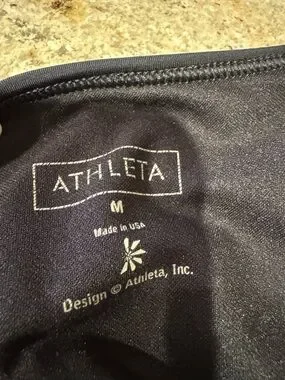 ATHLETA
M
Made in USA
Design © Athleta, Inc.